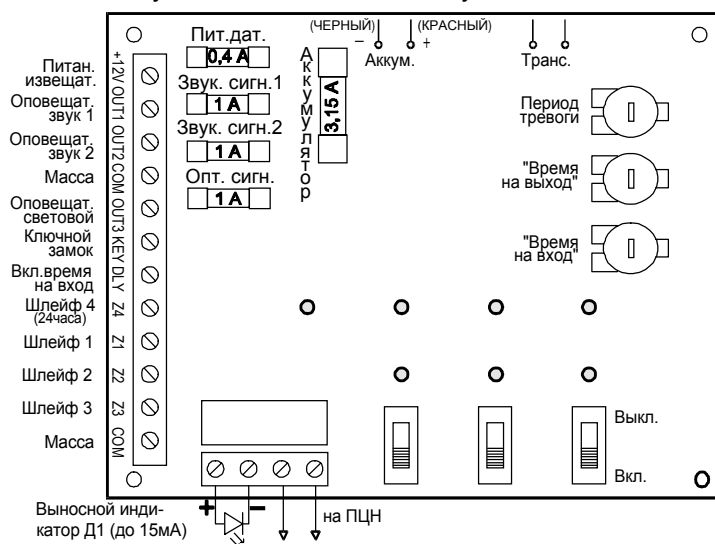 (ЧЕРНЫЙ) (КРАСНЫЙ)
– +
Аккум.
Транс.
Пит.дат.
0,4 А
Звук. сигн.1
1 А
Звук. сигн.2
1 А
Опт. сигн.
1 А
Аккумулятор
3,15 А
Период
тревоги
"Время
на выход"
"Время
на вход"
Питан.
извещат.
+12V
Оповещат.
звук 1
OUT1
Оповещат.
звук 2
OUT2
Масса
COM
Оповещат.
световой
OUT3
Ключной
замок
KEY
Вкл.время
на вход
DLY
Шлейф 4
(24часа)
Z4
Шлейф 1
Z1
Шлейф 2
Z2
Шлейф 3
Z3
Масса
COM
Выкл.
Вкл.
+ –
на ПЦН
Выносной инди-
катор Д1 (до 15мА)